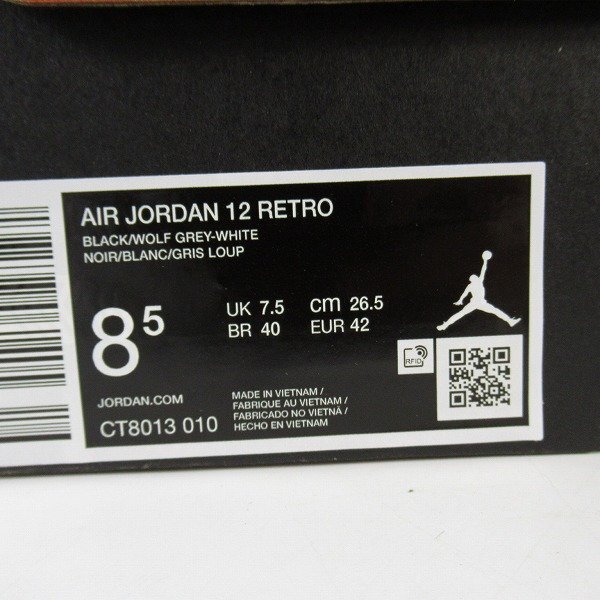 AIR JORDAN 12 RETRO
BLACK/WOLF GREY-WHITE
NOIR/BLANC/GRIS LOUP
8 5
UK 7.5 cm 26.5
BR 40 EUR 42
RFID
JORDAN.COM
CT8013 010
MADE IN VIETNAM/
FABRIQUE AU VIETNAM/
FABRICADO NO VIETNÃ/
HECHO EN VIETNAM